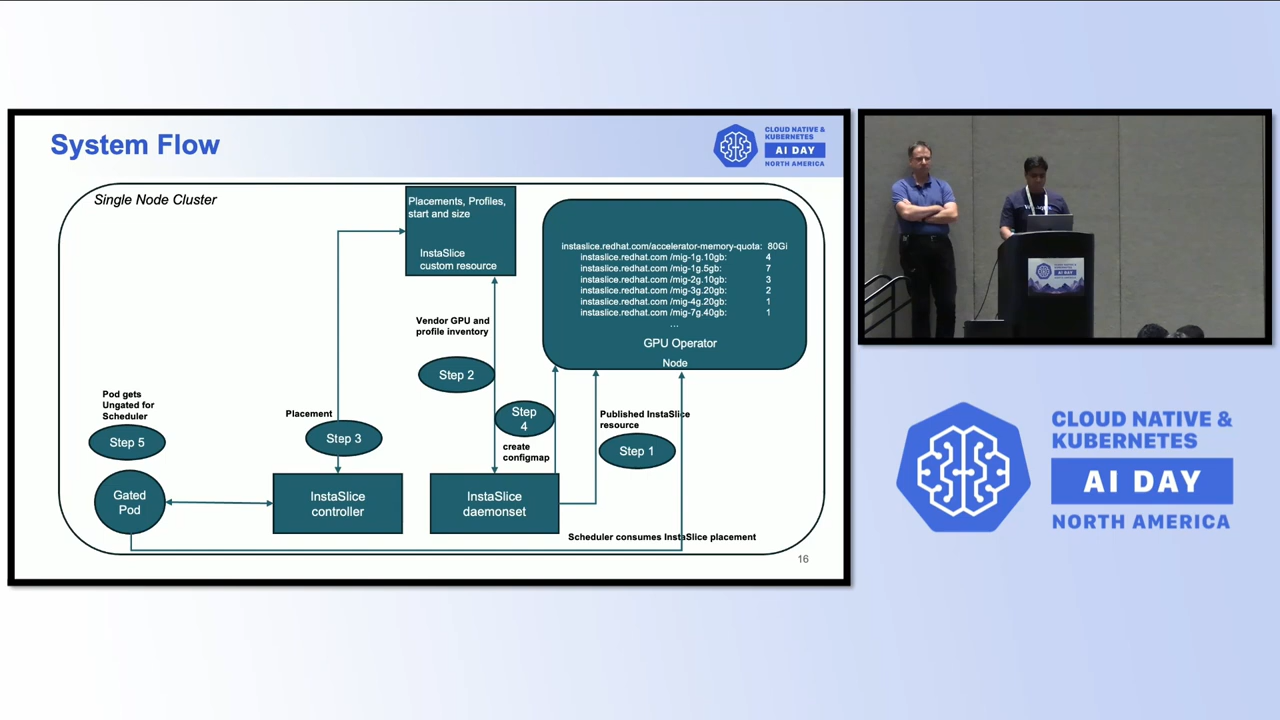 System Flow
CLOUD NATIVE &
KUBERNETES
AI DAY
NORTH AMERICA
Single Node Cluster
Placements, Profiles,
start and size
InstaSlice
custom resource
instaslice.redhat.com/accelerator-memory-quota: 80Gi
instaslice.redhat.com /mig-1g.10gb: 4
instaslice.redhat.com /mig-1g.5gb: 7
instaslice.redhat.com /mig-2g.10gb: 3
instaslice.redhat.com /mig-3g.20gb: 2
instaslice.redhat.com /mig-4g.20gb: 1
instaslice.redhat.com /mig-7g.40gb: 1
...
GPU Operator
Node
Vendor GPU and
profile inventory
Step 2
Pod gets
Ungated for
Scheduler
Step 5
Placement
Step 3
Step
4
create
configmap
Published InstaSlice
resource
Step 1
Gated
Pod
InstaSlice
controller
InstaSlice
daemonset
Scheduler consumes InstaSlice placement
16
AI DAY
CLOUD NATIVE &
KUBERNETES
AI DAY
NORTH AMERICA